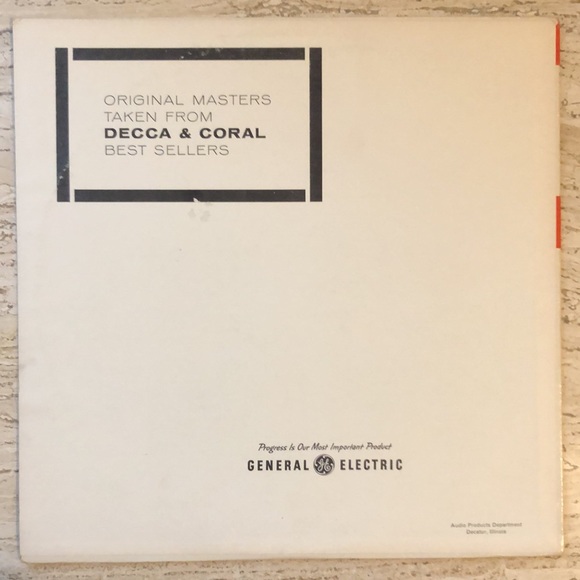 ORIGINAL MASTERS
TAKEN FROM
DECCA & CORAL
BEST SELLERS
Progress Is Our Most Important Product
GENERAL GE ELECTRIC
Audio Products Department
Decatur, Illinois